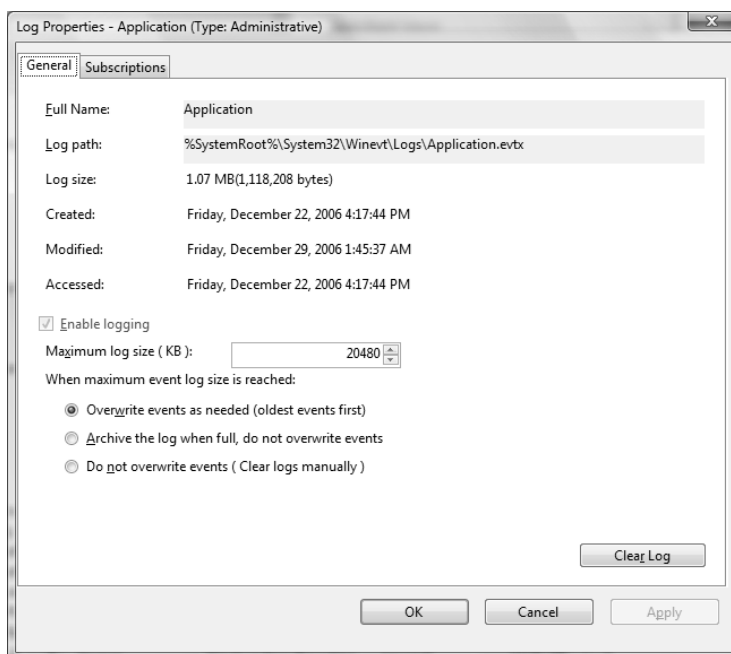 Log Properties - Application (Type: Administrative)
General
Subscriptions
Full Name:
Application
Log path:
%SystemRoot%\System32\Winevt\Logs\Application.evtx
Log size:
1.07 MB(1,118,208 bytes)
Created:
Friday, December 22, 2006 4:17:44 PM
Modified:
Friday, December 29, 2006 1:45:37 AM
Accessed:
Friday, December 22, 2006 4:17:44 PM
Enable logging
Maximum log size ( KB ):
20480
When maximum event log size is reached:
Overwrite events as needed (oldest events first)
Archive the log when full, do not overwrite events
Do not overwrite events ( Clear logs manually )
Clear Log
OK
Cancel
Apply